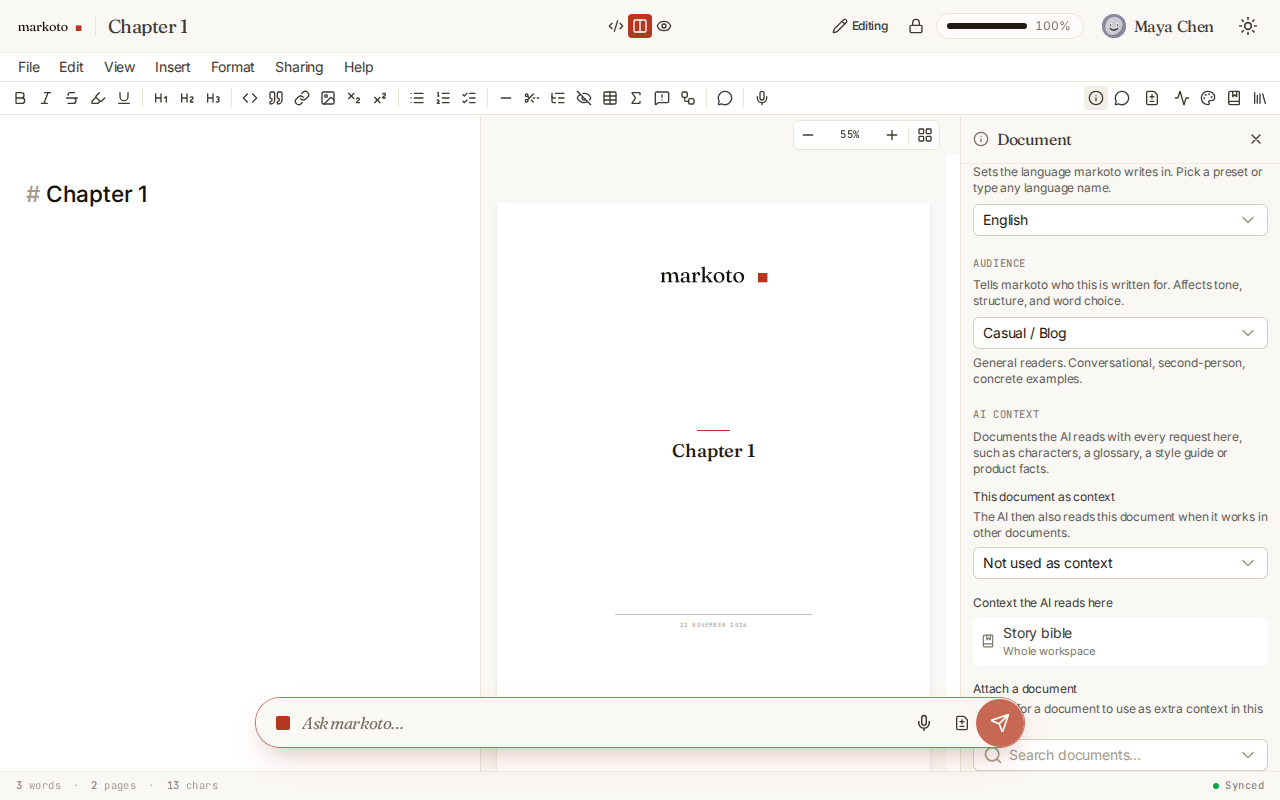 markoto
Chapter 1
Editing
100%
Maya Chen
File Edit View Insert Format Sharing Help
H1 H2 H3
55%
Document
# Chapter 1
Sets the language markoto writes in. Pick a preset or
type any language name.
English
AUDIENCE
Tells markoto who this is written for. Affects tone,
structure, and word choice.
Casual / Blog
General readers. Conversational, second-person,
concrete examples.
AI CONTEXT
Documents the AI reads with every request here,
such as characters, a glossary, a style guide or
product facts.
This document as context
The AI then also reads this document when it works in
other documents.
Not used as context
Context the AI reads here
Story bible
Whole workspace
Attach a document
for a document to use as extra context in this
Search documents...
markoto
Chapter 1
22 NOVEMBER 2026
Ask markoto...
3 words · 2 pages · 13 chars
Synced